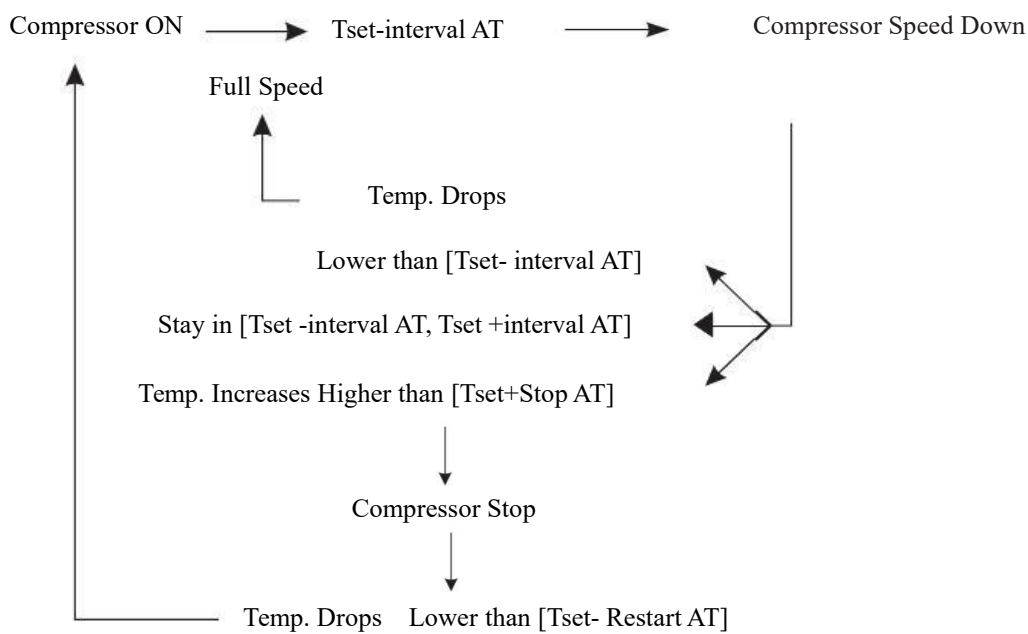 Compressor ON Tset-interval AT Compressor Speed Down
Full Speed
Temp. Drops
Lower than [Tset- interval AT]
Stay in [Tset -interval AT, Tset +interval AT]
Temp. Increases Higher than [Tset+Stop AT]
Compressor Stop
Temp. Drops Lower than [Tset- Restart AT]